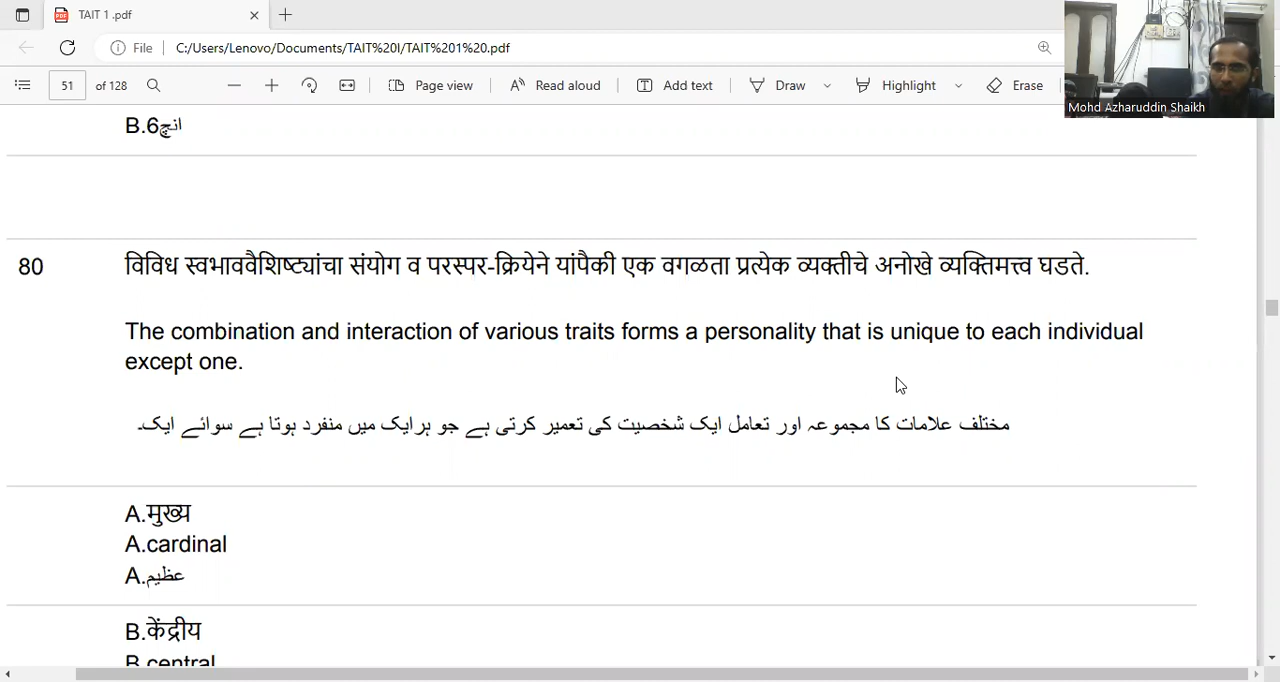 TAIT 1 .pdf
File C:/Users/Lenovo/Documents/TAIT%20I/TAIT%201%20.pdf
51 of 128 Page view Read aloud Add text Draw Highlight Erase
Mohd Azharuddin Shaikh
B.6انچ
80 विविध स्वभाववैशिष्ट्यांचा संयोग व परस्पर-क्रियेने यांपैकी एक वगळता प्रत्येक व्यक्तीचे अनोखे व्यक्तिमत्त्व घडते.
The combination and interaction of various traits forms a personality that is unique to each individual
except one.
مختلف علامات کا مجموعہ اور تعامل ایک شخصیت کی تعمیر کرتی ہے جو ہرایک میں منفرد ہوتا ہے سوائے ایک۔
A.मुख्य
A.cardinal
A.عظیم
B.केंद्रीय
B.central